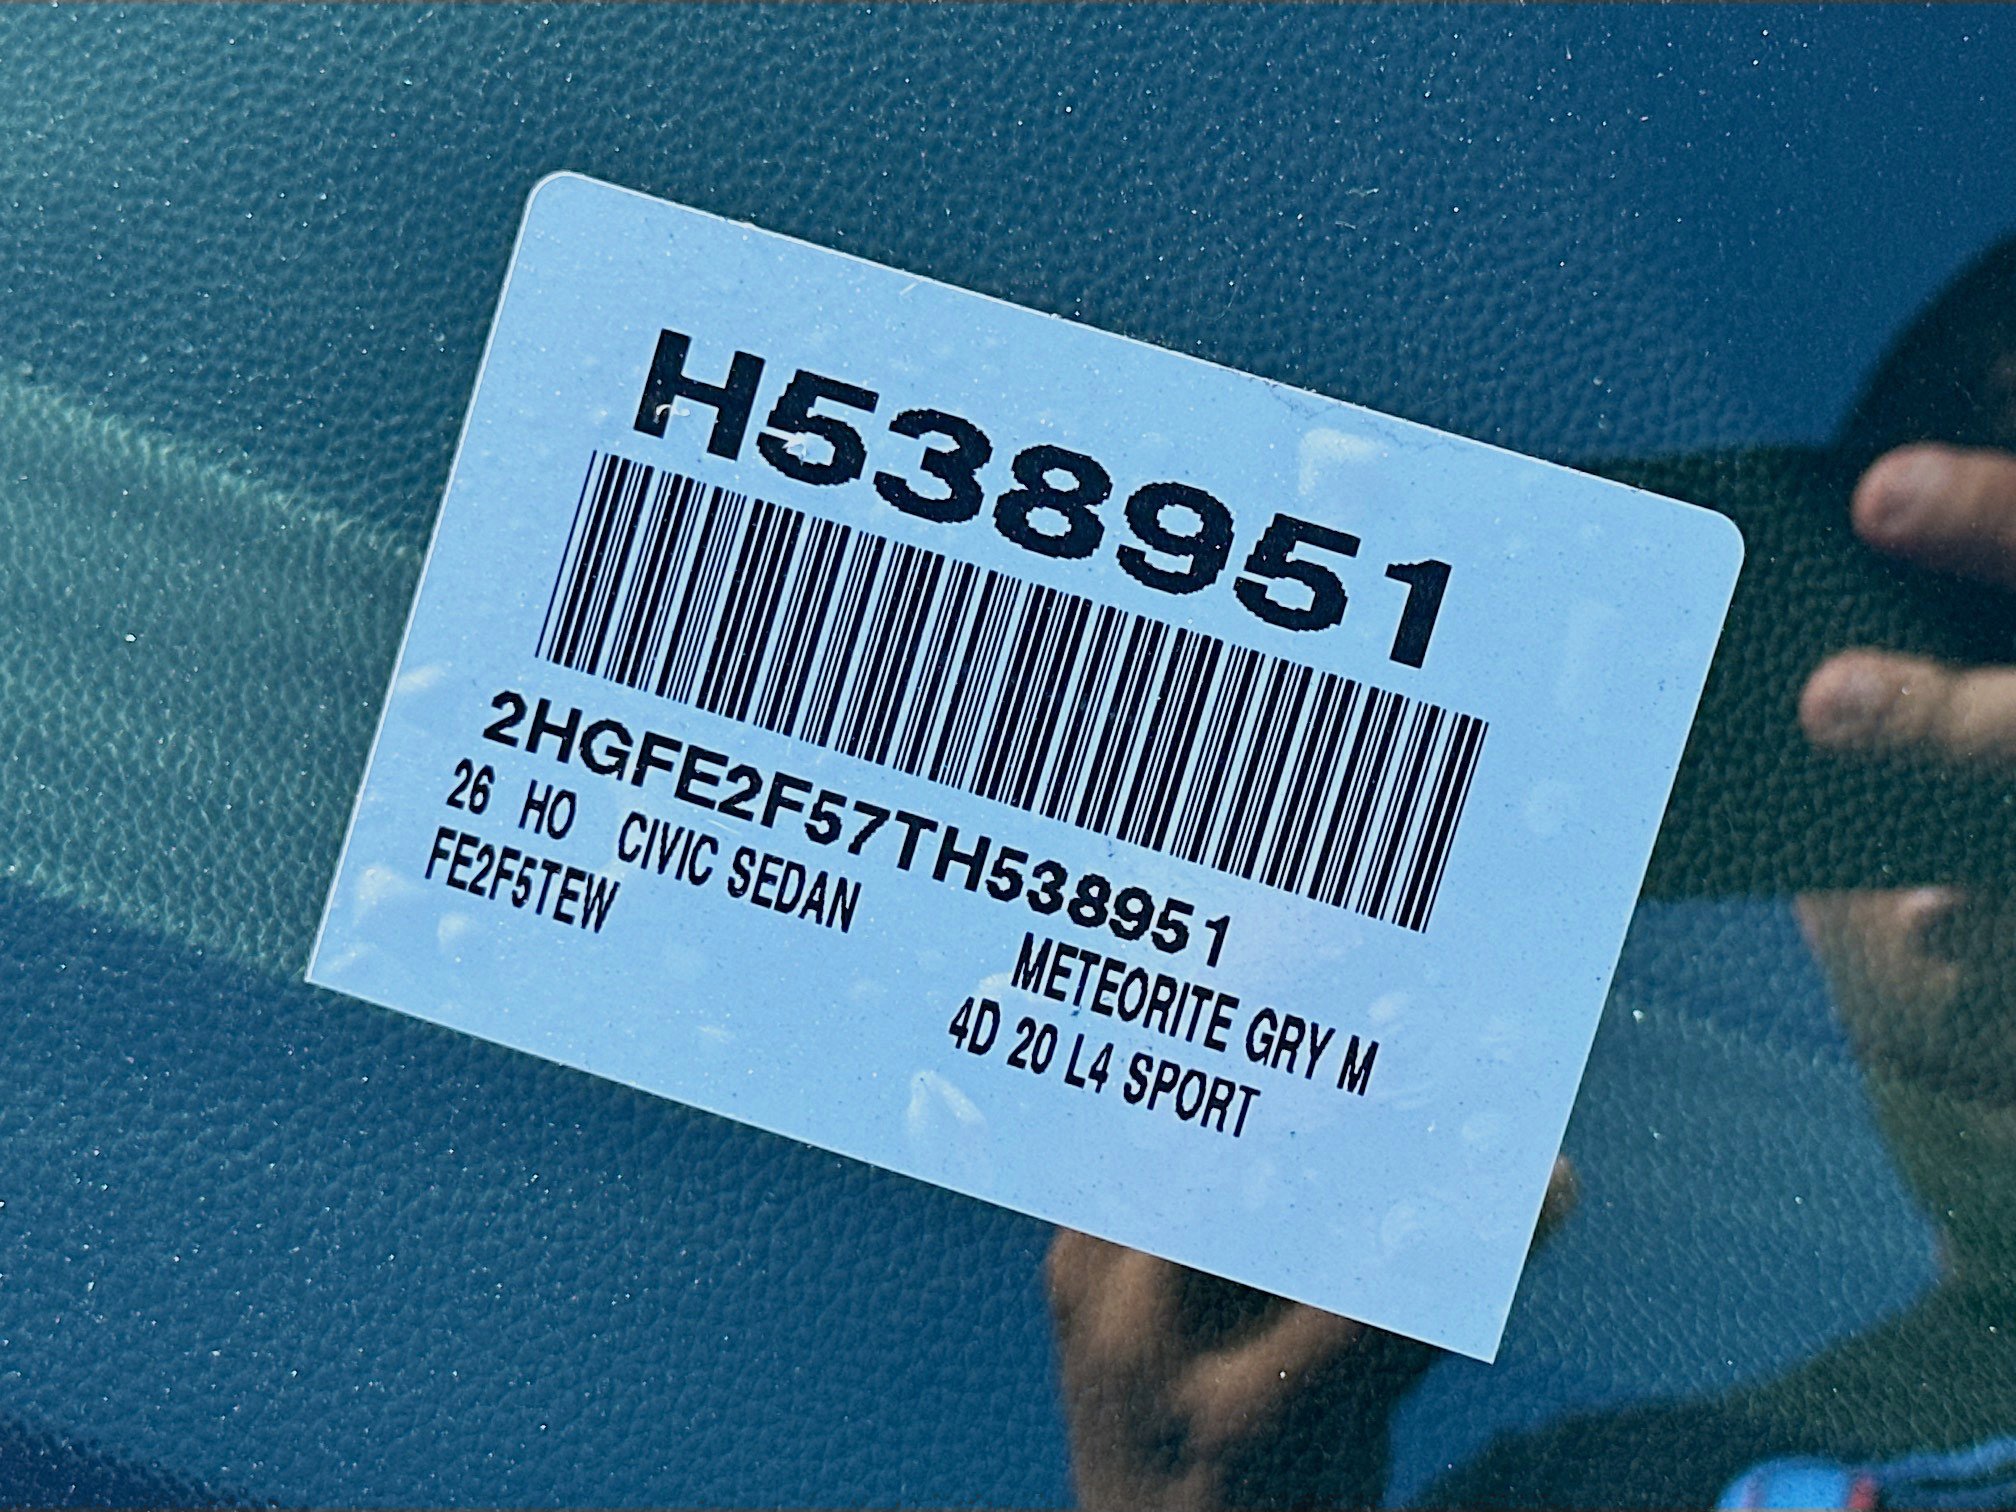 H538951
2HGFE2F57TH538951
26 HO CIVIC SEDAN METEORITE GRY M
FE2F5TEW 4D 20 L4 SPORT